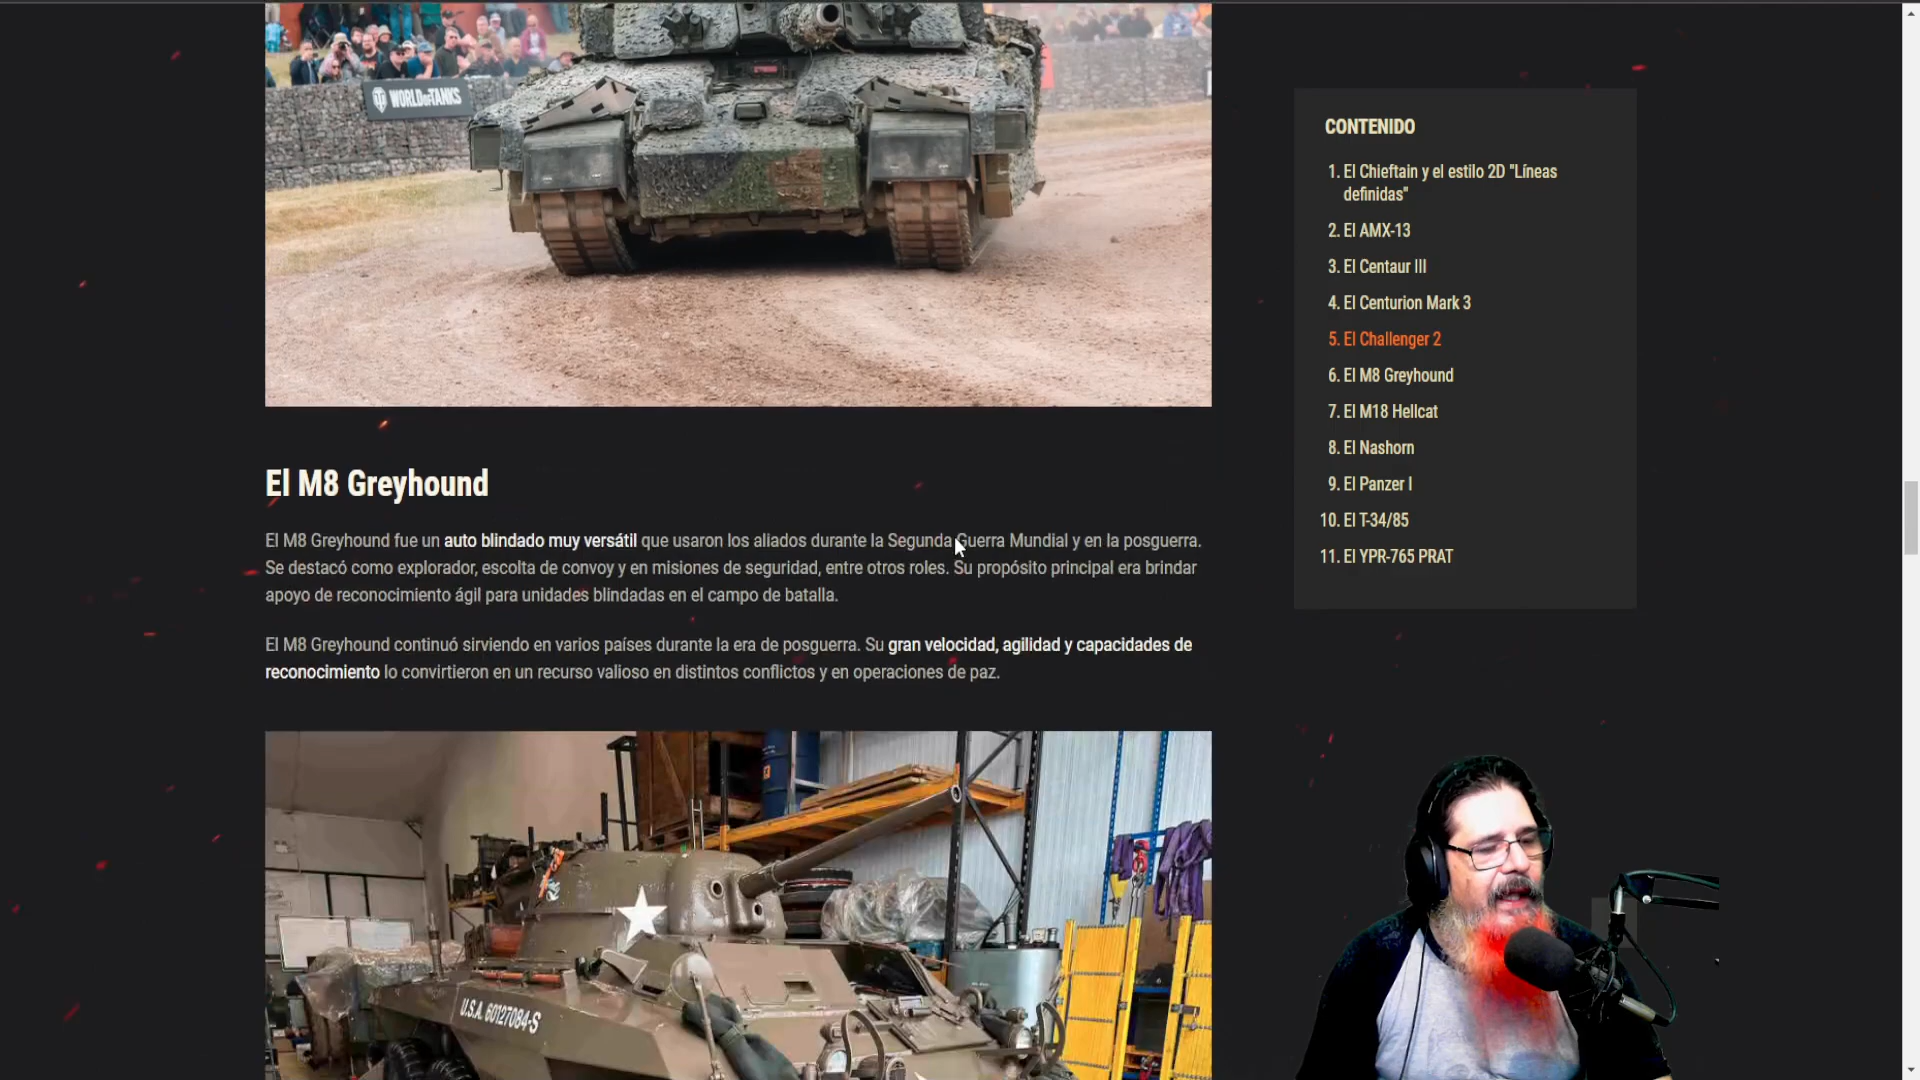 WORLD OF TANKS
El M8 Greyhound
El M8 Greyhound fue un auto blindado muy versátil que usaron los aliados durante la Segunda Guerra Mundial y en la posguerra.
Se destacó como explorador, escolta de convoy y en misiones de seguridad, entre otros roles. Su propósito principal era brindar
apoyo de reconocimiento ágil para unidades blindadas en el campo de batalla.
El M8 Greyhound continuó sirviendo en varios países durante la era de posguerra. Su gran velocidad, agilidad y capacidades de
reconocimiento lo convirtieron en un recurso valioso en distintos conflictos y en operaciones de paz.
U.S.A. 60127084-S
CONTENIDO
1. El Chieftain y el estilo 2D "Líneas
definidas"
2. El AMX-13
3. El Centaur III
4. El Centurion Mark 3
5. El Challenger 2
6. El M8 Greyhound
7. El M18 Hellcat
8. El Nashorn
9. El Panzer I
10. El T-34/85
11. El YPR-765 PRAT